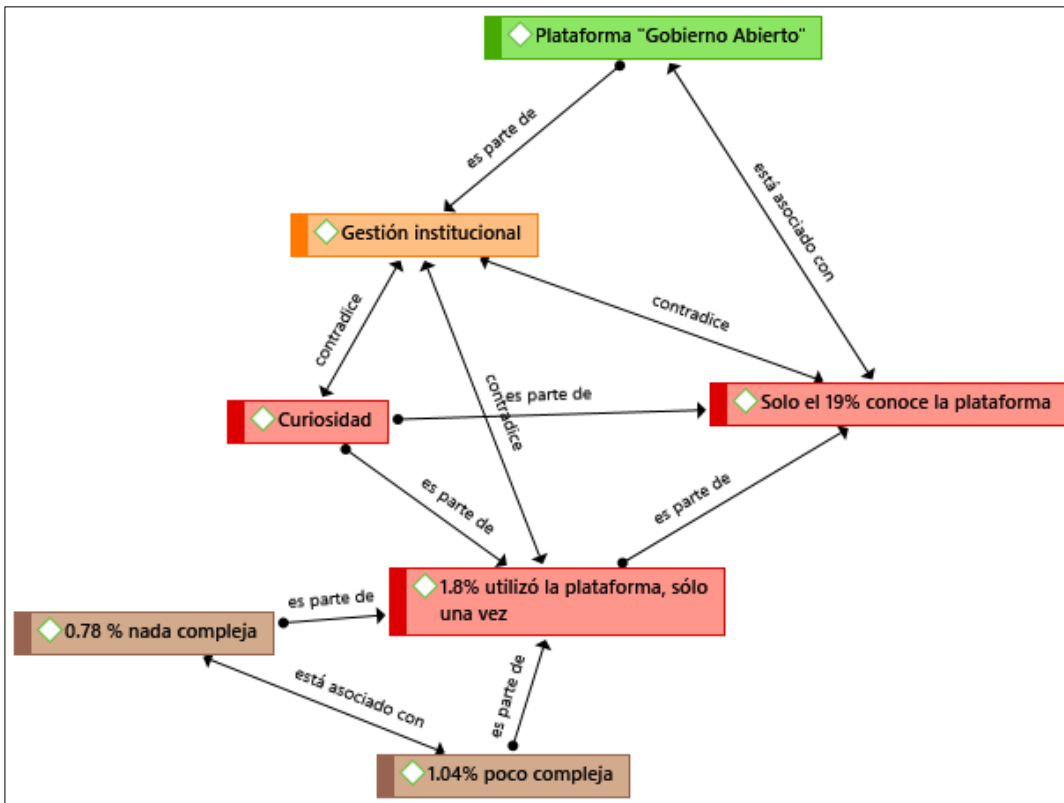 Plataforma "Gobierno Abierto"
es parte de
está asociado con
Gestión institucional
contradice
contradice
contradice
es parte de
Solo el 19% conoce la plataforma
Curiosidad
es parte de
es parte de
1.8% utilizó la plataforma, sólo
una vez
es parte de
0.78 % nada compleja
está asociado con
es parte de
1.04% poco compleja